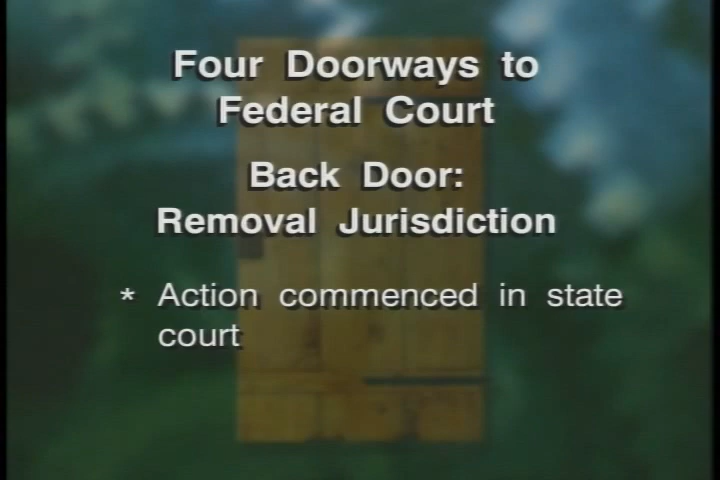 Four Doorways to
Federal Court
Back Door:
Removal Jurisdiction
* Action commenced in state
court